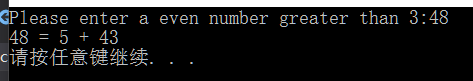 Please enter a even number greater than 3:48
48 = 5 + 43
请按任意键继续. . .